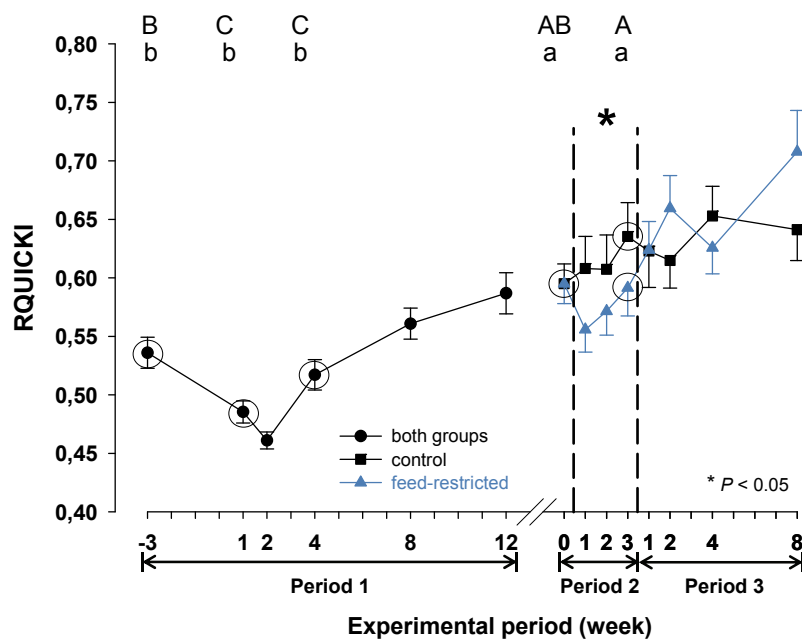 B C C AB A
b b b a a
0,80
*
0,75
0,70
0,65
0,60
0,55
0,50
0,45
0,40
RQUICKI
both groups
control
feed-restricted
* P < 0.05
-3 1 2 4 8 12 0 1 2 3 1 2 4 8
Period 1 Period 2 Period 3
Experimental period (week)